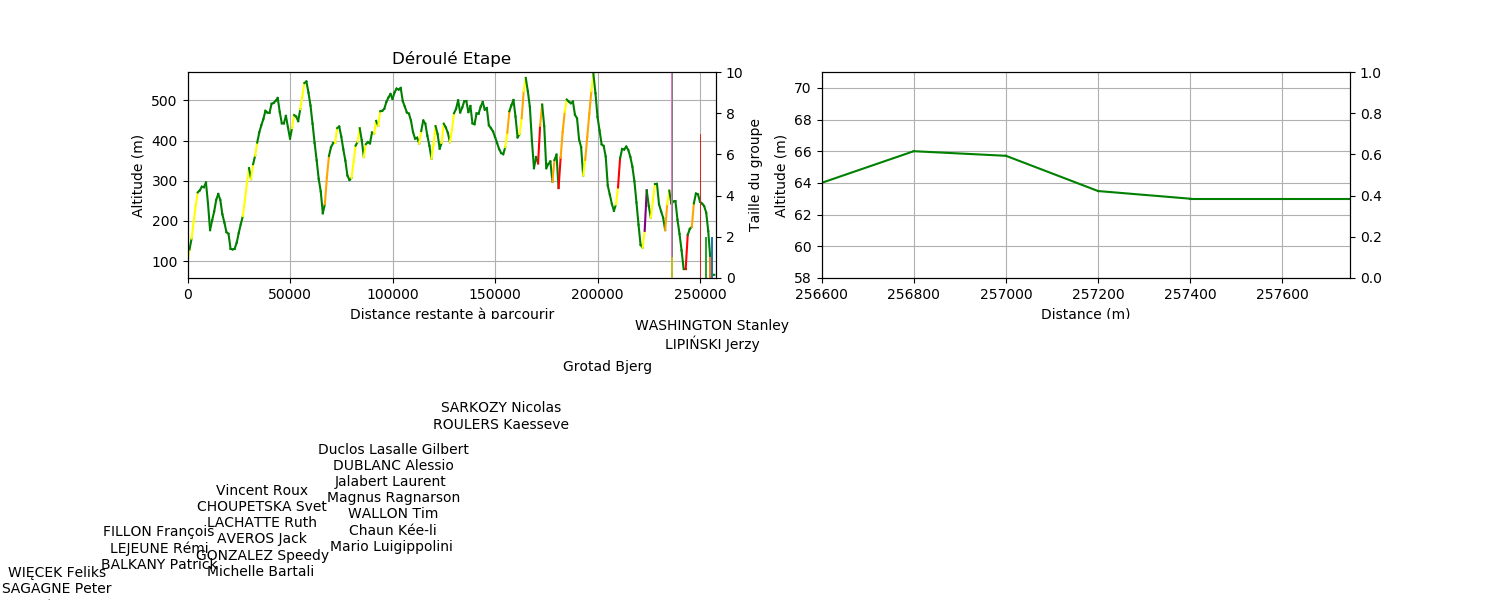 Déroulé Etape
500
400
300
200
100
Altitude (m)
10
8
6
4
2
0
Taille du groupe
0
50000
100000
150000
200000
250000
Distance restante à parcourir
70
68
66
64
62
60
58
Altitude (m)
1.0
0.8
0.6
0.4
0.2
0.0
256600
256800
257000
257200
257400
257600
Distance (m)
WASHINGTON Stanley
LIPIŃSKI Jerzy
Grotad Bjerg
SARKOZY Nicolas
ROULERS Kaesseve
Duclos Lasalle Gilbert
DUBLANC Alessio
Jalabert Laurent
Magnus Ragnarson
WALLON Tim
Chaun Kée-li
Mario Luigippolini
Vincent Roux
CHOUPETSKA Svet
LACHATTE Ruth
AVEROS Jack
GONZALEZ Speedy
Michelle Bartali
FILLON François
LEJEUNE Rémi
BALKANY Patrick
WIĘCEK Feliks
SAGAGNE Peter